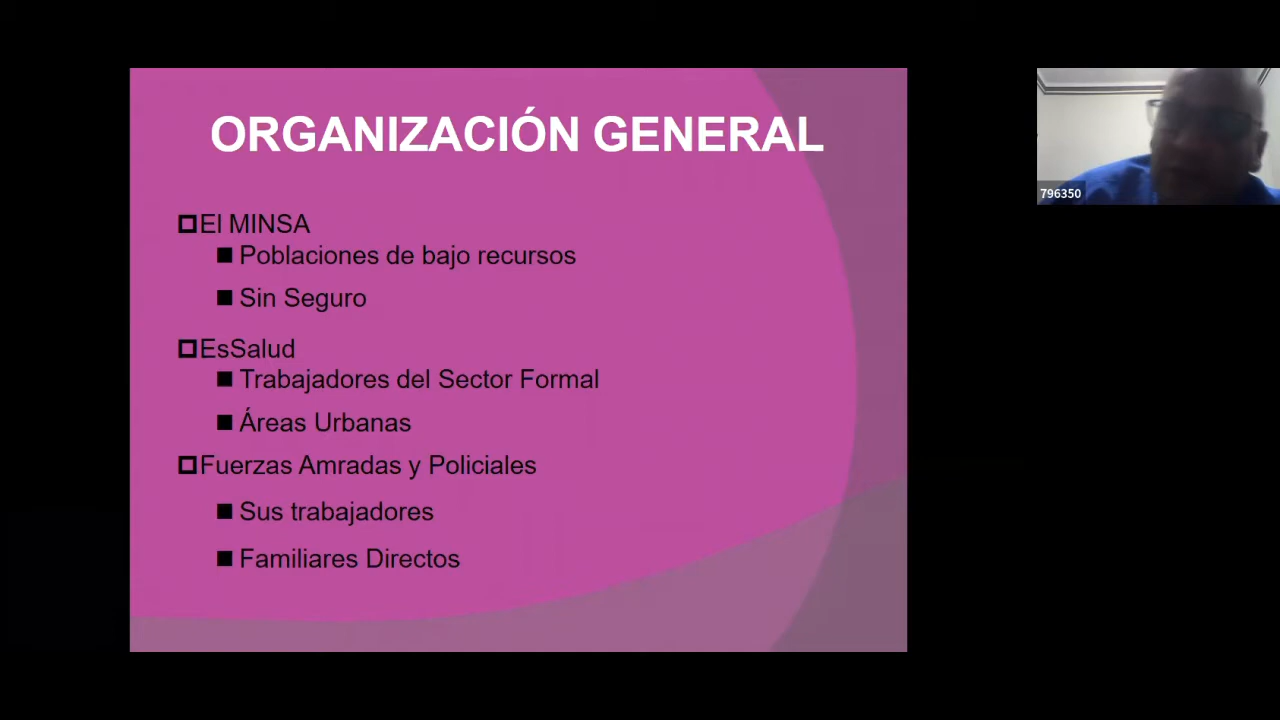 ORGANIZACIÓN GENERAL
El MINSA
Poblaciones de bajo recursos
Sin Seguro
EsSalud
Trabajadores del Sector Formal
Áreas Urbanas
Fuerzas Amradas y Policiales
Sus trabajadores
Familiares Directos
796350